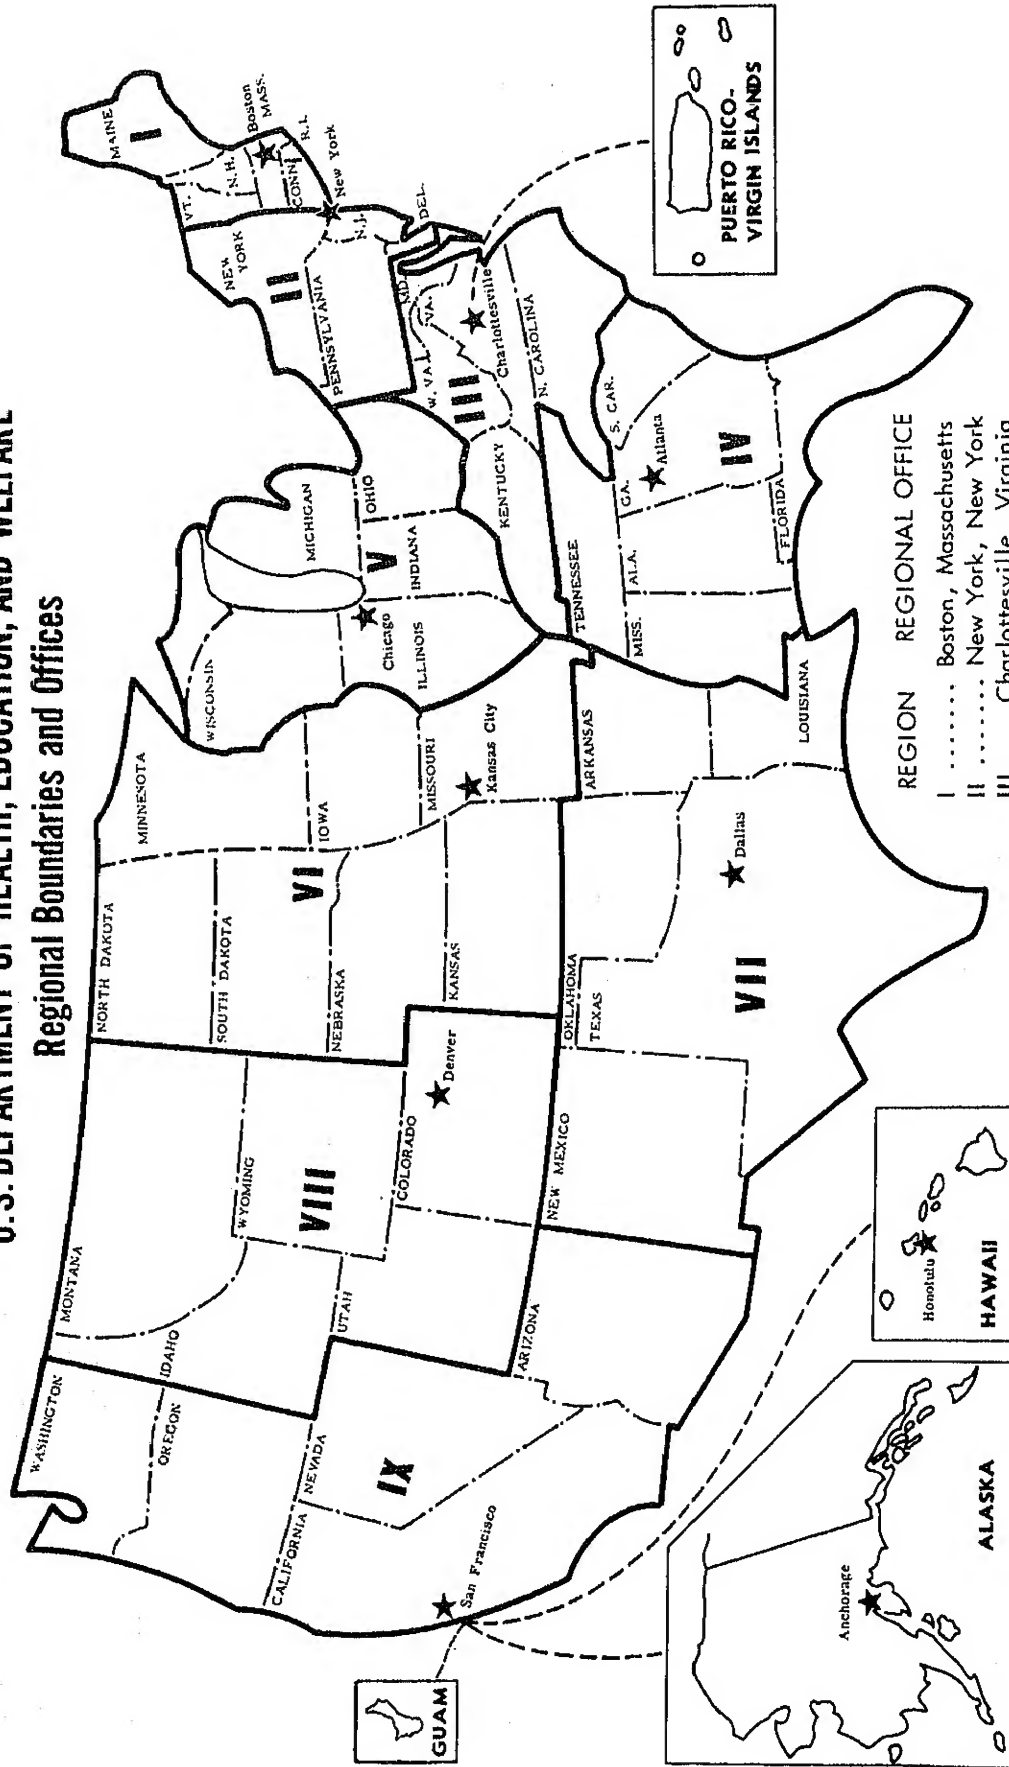 U.S. DEPARTMENT OF HEALTH, EDUCATION, AND WELFARE
Regional Boundaries and Offices
WASHINGTON
MONTANA
NORTH DAKOTA
MINNESOTA
MAINE
I
VT.
N.H.
Boston
MASS.
R.I.
CONN.
New York
NEW
YORK
II
PENNSYLVANIA
N.J.
DEL.
MD.
VA.
W. VA.
III
Charlottesville
OREGON
IDAHO
WYOMING
SOUTH DAKOTA
WISCONSIN
MICHIGAN
VIII
VI
IOWA
NEBRASKA
Chicago
V
OHIO
INDIANA
ILLINOIS
CALIFORNIA
NEVADA
UTAH
COLORADO
Denver
KANSAS
MISSOURI
Kansas City
KENTUCKY
N. CAROLINA
IX
San Francisco
ARIZONA
NEW MEXICO
OKLAHOMA
TEXAS
ARKANSAS
TENNESSEE
S. CAR.
MISS.
ALA.
GA.
Atlanta
IV
Dallas
VII
LOUISIANA
FLORIDA
GUAM
PUERTO RICO-
VIRGIN ISLANDS
Anchorage
ALASKA
Honolulu
HAWAII
REGION REGIONAL OFFICE
I ....... Boston, Massachusetts
II ....... New York, New York
III Charlottesville, Virginia